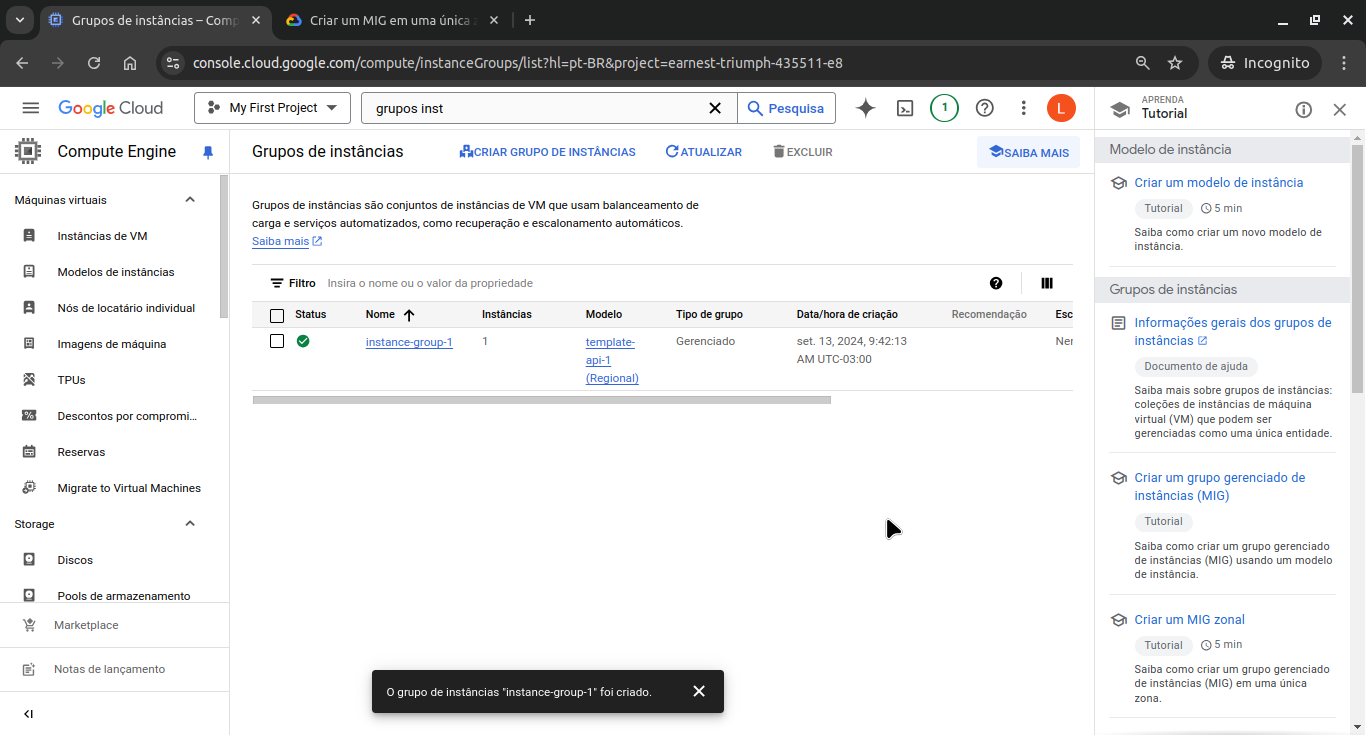 Grupos de instâncias – Comp
Criar um MIG em uma única
console.cloud.google.com/compute/instanceGroups/list?hl=pt-BR&project=earnest-triumph-435511-e8
Incognito
Google Cloud
My First Project
grupos inst
Pesquisa
1
L
APRENDA
Tutorial
Compute Engine
Grupos de instâncias
CRIAR GRUPO DE INSTÂNCIAS
ATUALIZAR
EXCLUIR
SAIBA MAIS
Máquinas virtuais
Instâncias de VM
Modelos de instâncias
Nós de locatário individual
Imagens de máquina
TPUs
Descontos por compromi...
Reservas
Migrate to Virtual Machines
Storage
Discos
Pools de armazenamento
Marketplace
Notas de lançamento
Grupos de instâncias são conjuntos de instâncias de VM que usam balanceamento de
carga e serviços automatizados, como recuperação e escalonamento automáticos.
Saiba mais
Filtro Insira o nome ou o valor da propriedade
Status Nome Instâncias Modelo Tipo de grupo Data/hora de criação Recomendação Esc
instance-group-1 1 template- Gerenciado set. 13, 2024, 9:42:13 Ner
api-1 AM UTC-03:00
(Regional)
O grupo de instâncias "instance-group-1" foi criado.
Modelo de instância
Criar um modelo de instância
Tutorial 5 min
Saiba como criar um novo modelo de
instância.
Grupos de instâncias
Informações gerais dos grupos de
instâncias
Documento de ajuda
Saiba mais sobre grupos de instâncias:
coleções de instâncias de máquina
virtual (VM) que podem ser
gerenciadas como uma única entidade.
Criar um grupo gerenciado de
instâncias (MIG)
Tutorial
Saiba como criar um grupo gerenciado
de instâncias (MIG) usando um modelo
de instância.
Criar um MIG zonal
Tutorial 5 min
Saiba como criar um grupo gerenciado
de instâncias (MIG) em uma única
zona.